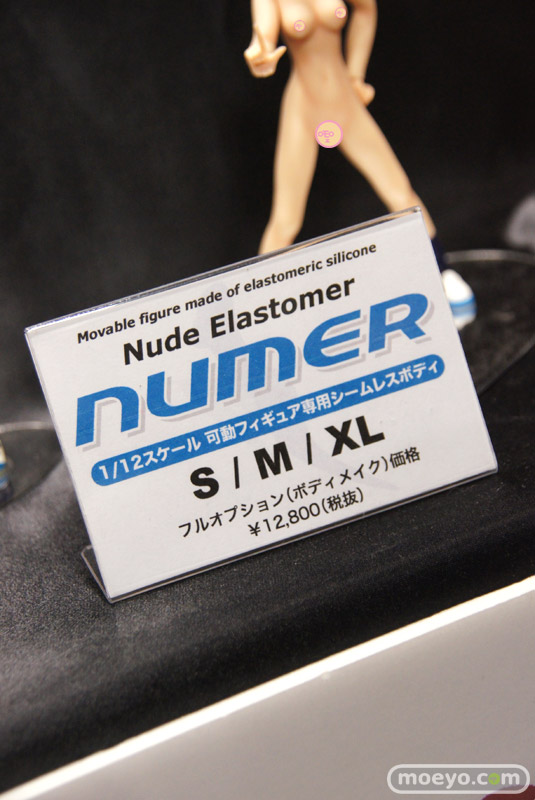 Movable figure made of elastomeric silicone
Nude Elastomer
NUMER
1/12スケール 可動フィギュア専用シームレスボディ
S / M / XL
フルオプション(ボディメイク)価格
¥12,800(税抜)
moeyo.com